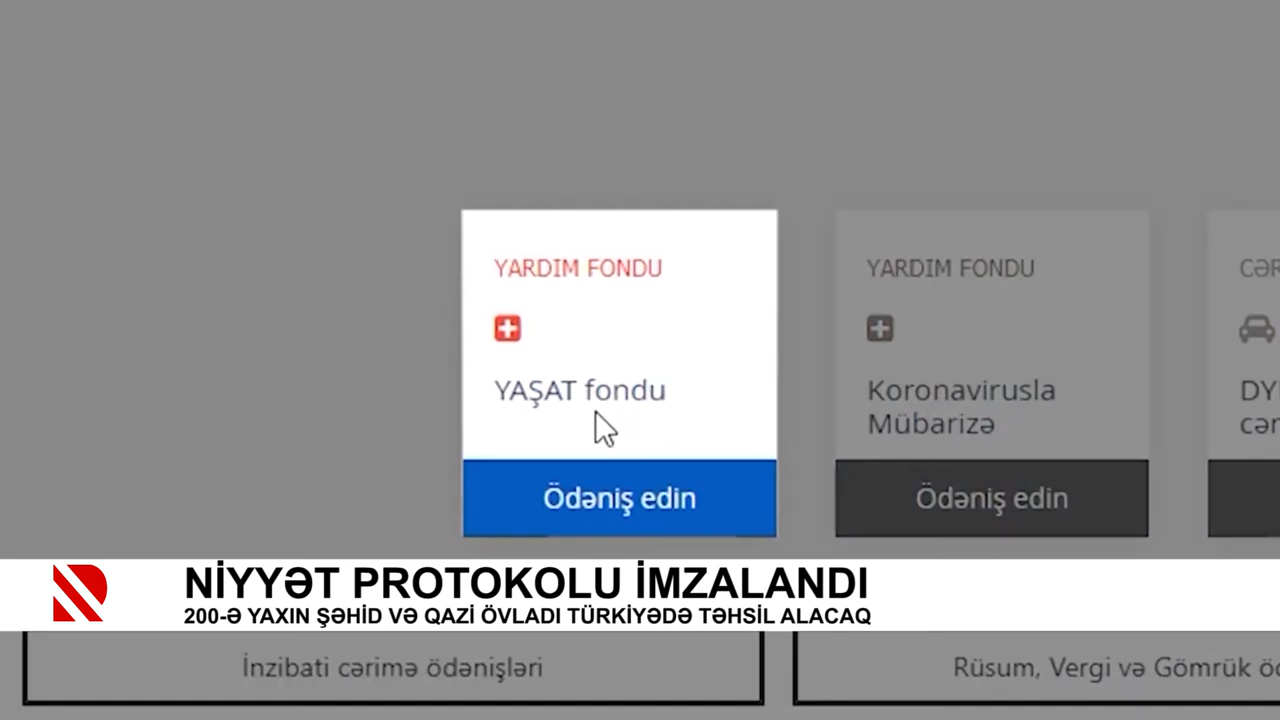 YARDIM FONDU
YAŞAT fondu
Ödəniş edin
YARDIM FONDU
Koronavirusla
Mübarizə
Ödəniş edin
NİYYƏT PROTOKOLU İMZALANDI
200-Ə YAXIN ŞƏHİD VƏ QAZİ ÖVLADI TÜRKİYƏDƏ TƏHSİL ALACAQ
İnzibati cərimə ödənişləri
Rüsum, Vergi və Gömrük